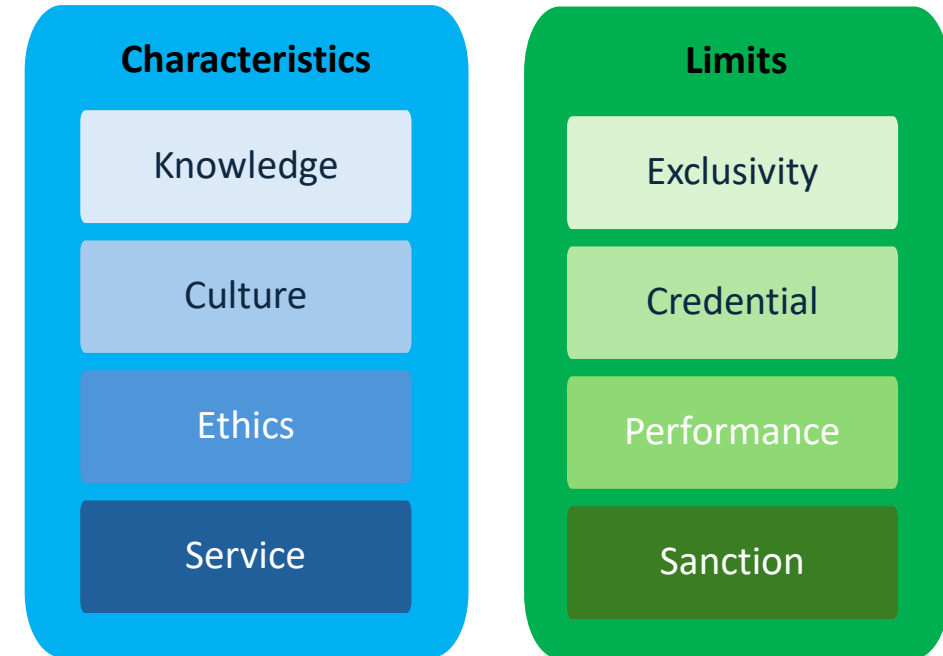 Characteristics
Knowledge
Culture
Ethics
Service
Limits
Exclusivity
Credential
Performance
Sanction